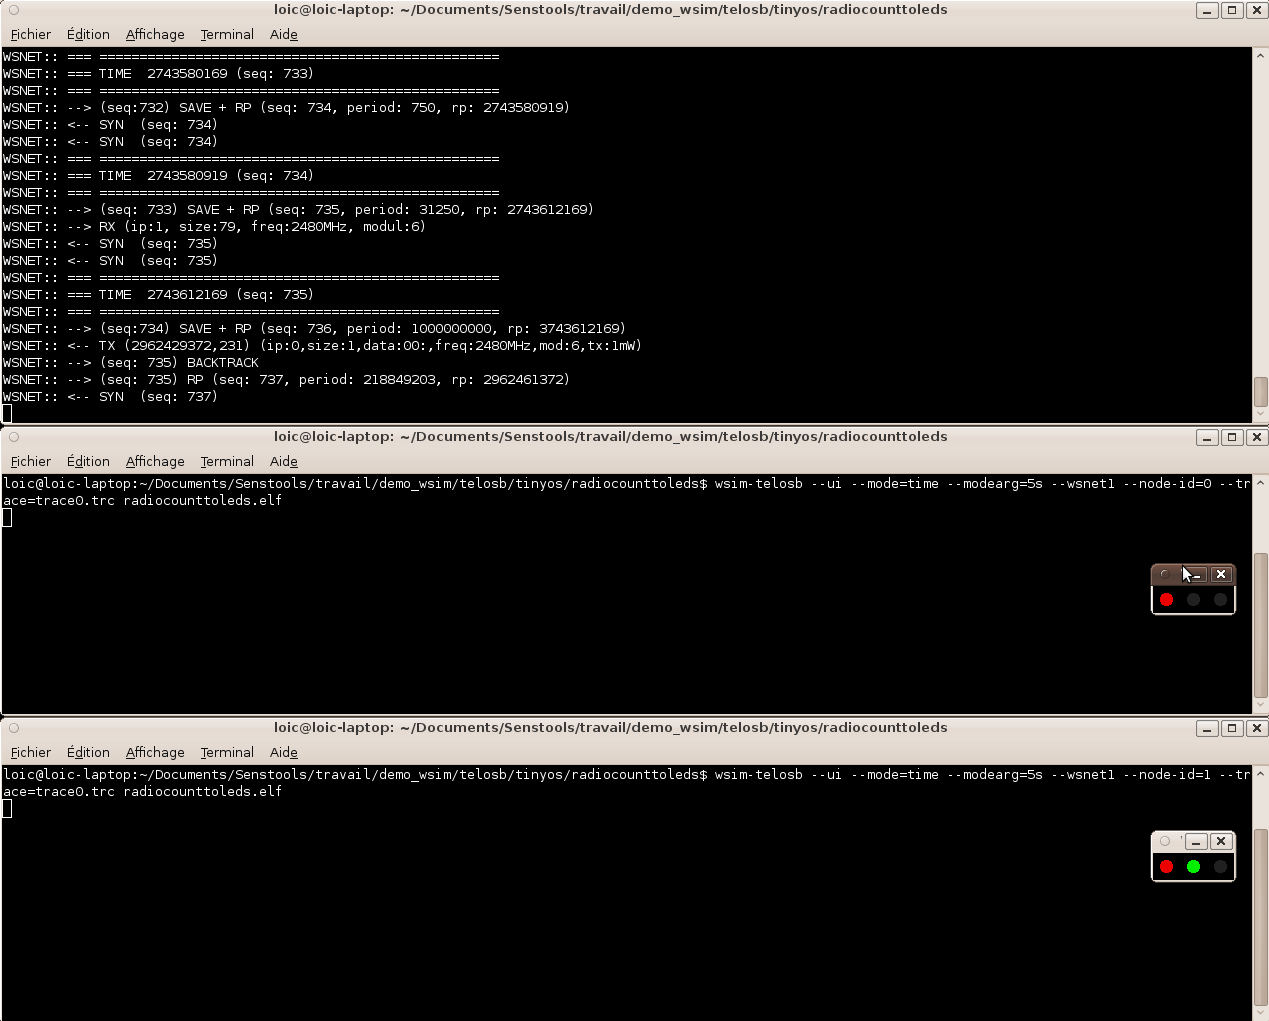 loic@loic-laptop: ~/Documents/Senstools/travail/demo_wsim/telosb/tinyos/radiocounttoleds
Fichier Édition Affichage Terminal Aide
WSNET:: === ==================================================
WSNET:: === TIME  2743580169 (seq: 733)
WSNET:: === ==================================================
WSNET:: --> (seq:732) SAVE + RP (seq: 734, period: 750, rp: 2743580919)
WSNET:: <-- SYN  (seq: 734)
WSNET:: <-- SYN  (seq: 734)
WSNET:: === ==================================================
WSNET:: === TIME  2743580919 (seq: 734)
WSNET:: === ==================================================
WSNET:: --> (seq: 733) SAVE + RP (seq: 735, period: 31250, rp: 2743612169)
WSNET:: --> RX (ip:1, size:79, freq:2480MHz, modul:6)
WSNET:: <-- SYN  (seq: 735)
WSNET:: <-- SYN  (seq: 735)
WSNET:: === ==================================================
WSNET:: === TIME  2743612169 (seq: 735)
WSNET:: === ==================================================
WSNET:: --> (seq:734) SAVE + RP (seq: 736, period: 1000000000, rp: 3743612169)
WSNET:: <-- TX (2962429372,231) (ip:0,size:1,data:00:,freq:2480MHz,mod:6,tx:1mW)
WSNET:: --> (seq: 735) BACKTRACK
WSNET:: --> (seq: 735) RP (seq: 737, period: 218849203, rp: 2962461372)
WSNET:: <-- SYN  (seq: 737)
loic@loic-laptop: ~/Documents/Senstools/travail/demo_wsim/telosb/tinyos/radiocounttoleds
Fichier Édition Affichage Terminal Aide
loic@loic-laptop:~/Documents/Senstools/travail/demo_wsim/telosb/tinyos/radiocounttoleds$ wsim-telosb --ui --mode=time --modearg=5s --wsnet1 --node-id=0 --tr
ace=trace0.trc radiocounttoleds.elf
loic@loic-laptop: ~/Documents/Senstools/travail/demo_wsim/telosb/tinyos/radiocounttoleds
Fichier Édition Affichage Terminal Aide
loic@loic-laptop:~/Documents/Senstools/travail/demo_wsim/telosb/tinyos/radiocounttoleds$ wsim-telosb --ui --mode=time --modearg=5s --wsnet1 --node-id=1 --tr
ace=trace0.trc radiocounttoleds.elf